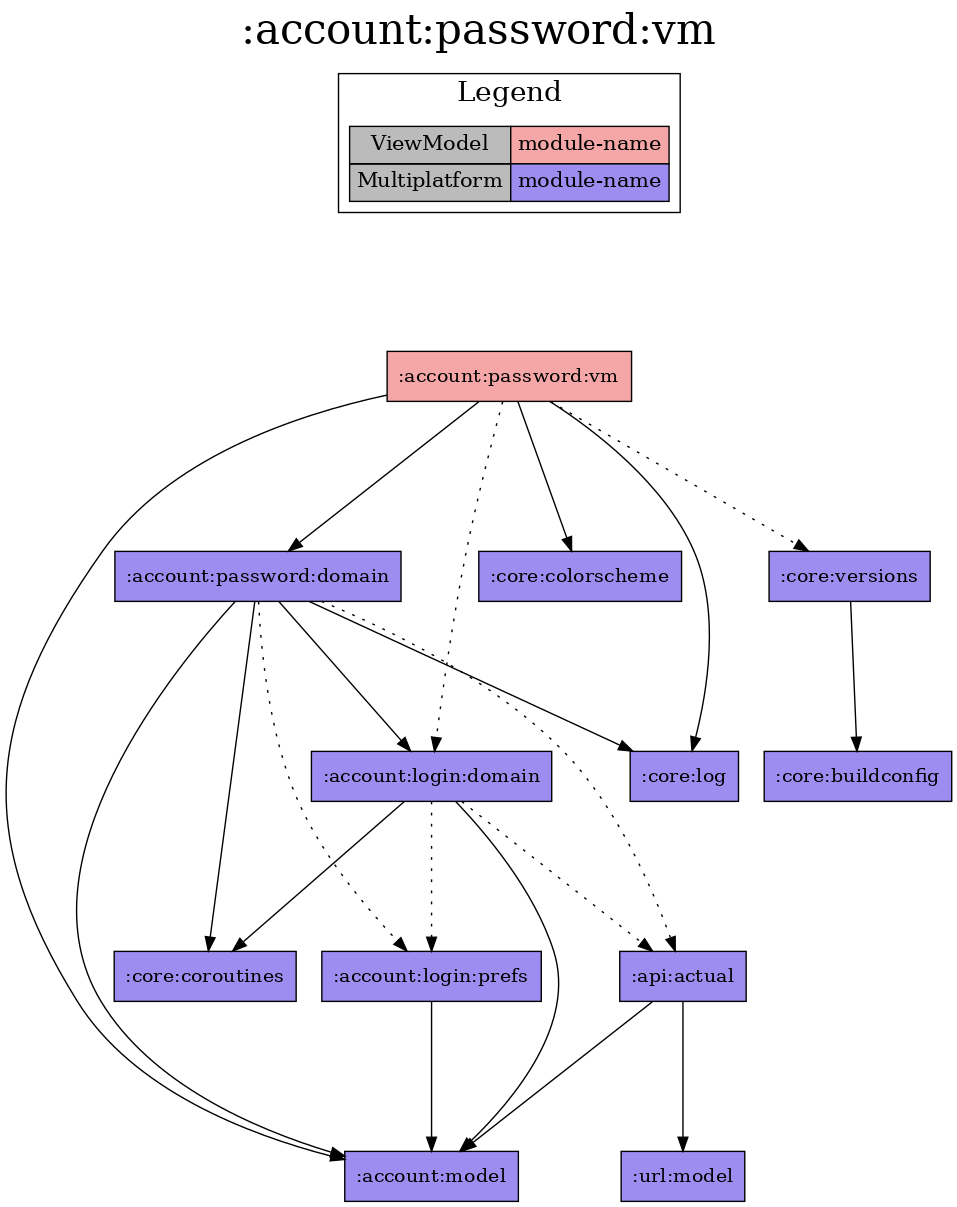 :account:password:vm
Legend
ViewModel module-name
Multiplatform module-name
:account:password:vm
:account:password:domain
:core:colorscheme
:core:versions
:account:login:domain
:core:log
:core:buildconfig
:core:coroutines
:account:login:prefs
:api:actual
:account:model
:url:model